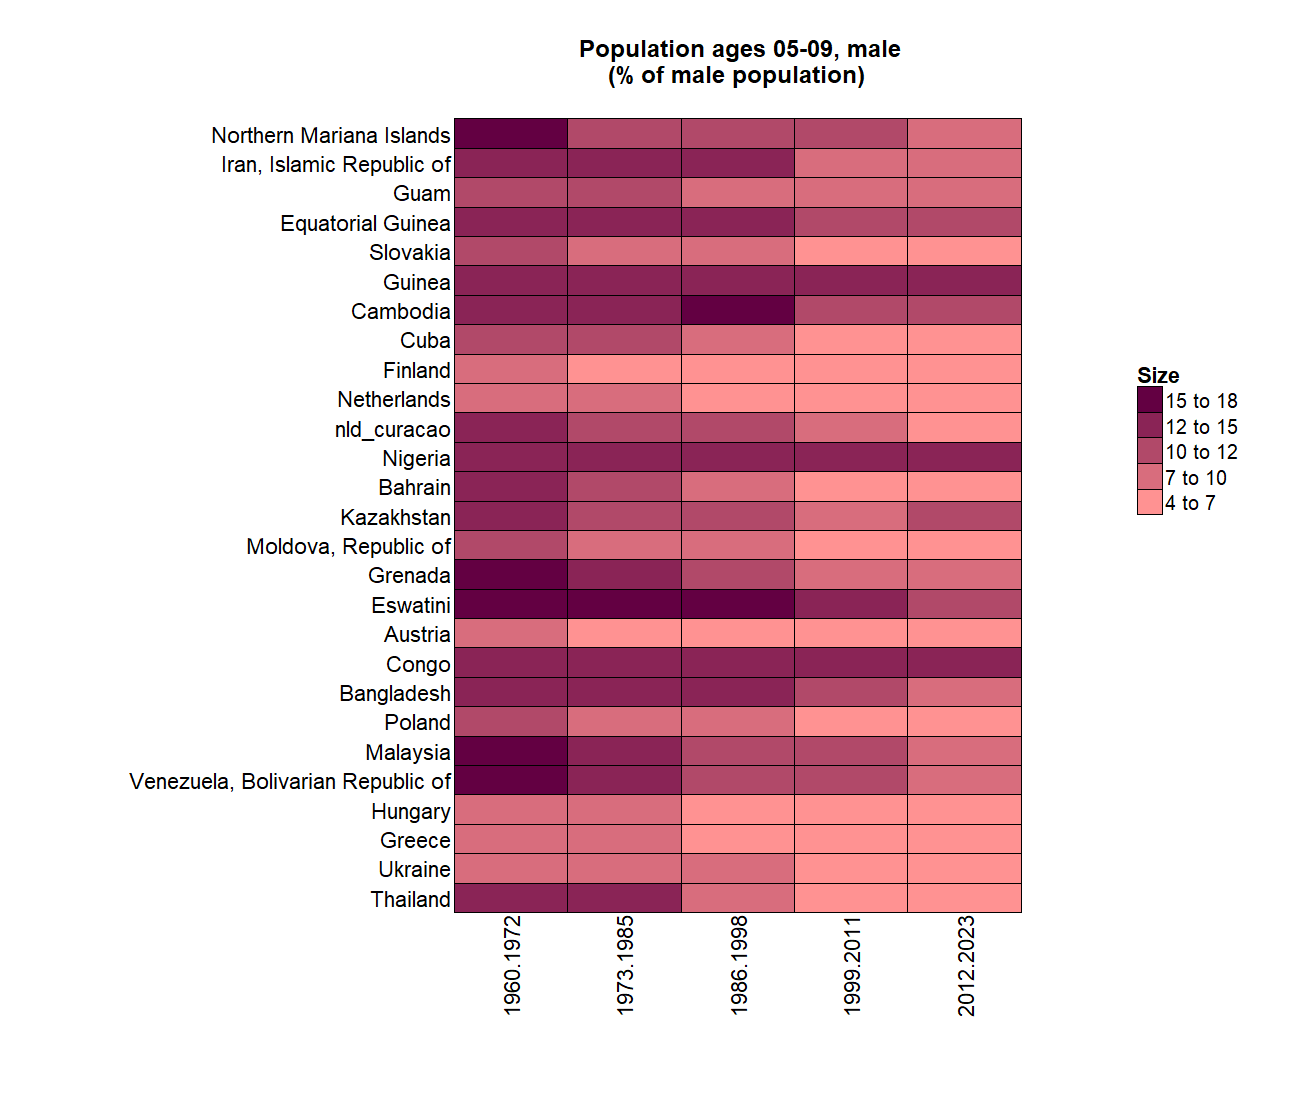 Population ages 05-09, male
(% of male population)
Northern Mariana Islands
Iran, Islamic Republic of
Guam
Equatorial Guinea
Slovakia
Guinea
Cambodia
Cuba
Finland
Netherlands
nld_curacao
Nigeria
Bahrain
Kazakhstan
Moldova, Republic of
Grenada
Eswatini
Austria
Congo
Bangladesh
Poland
Malaysia
Venezuela, Bolivarian Republic of
Hungary
Greece
Ukraine
Thailand
1960.1972
1973.1985
1986.1998
1999.2011
2012.2023
Size
15 to 18
12 to 15
10 to 12
7 to 10
4 to 7